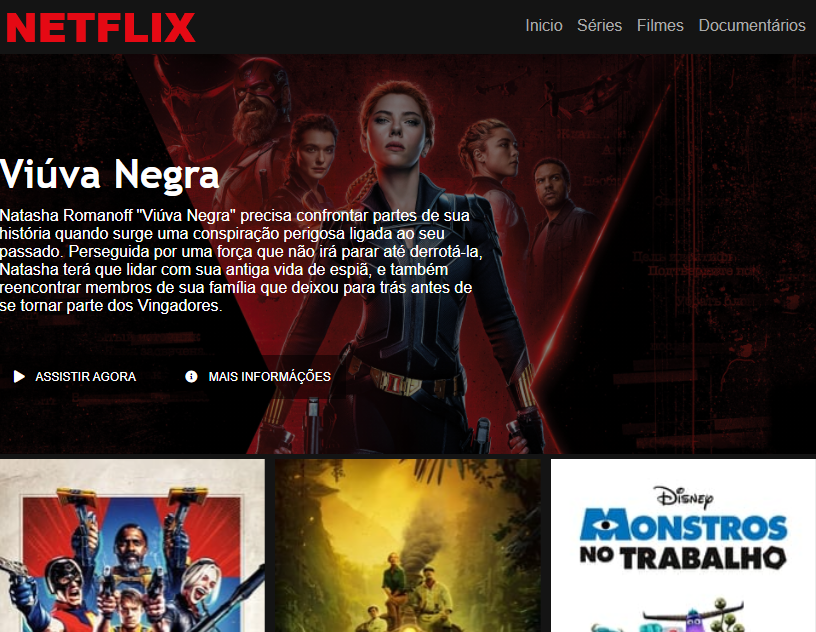 NETFLIX
Inicio Séries Filmes Documentários
Viúva Negra
Natasha Romanoff "Viúva Negra" precisa confrontar partes de sua
história quando surge uma conspiração perigosa ligada ao seu
passado. Perseguida por uma força que não irá parar até derrotá-la,
Natasha terá que lidar com sua antiga vida de espiã, e também
reencontrar membros de sua família que deixou para trás antes de
se tornar parte dos Vingadores.
ASSISTIR AGORA MAIS INFORMÁÇÕES
Disney
MONSTROS
NO TRABALHO